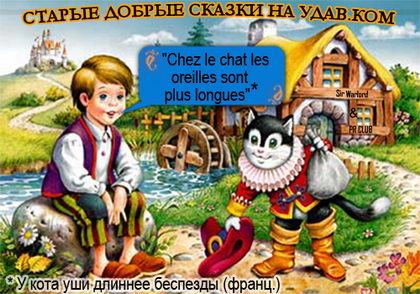 СТАРЫЕ ДОБРЫЕ СКАЗКИ НА УДАВ.КОМ
"Chez le chat les
oreilles sont
plus longues"*
Sir Warlord
&
PR CLUB
*У кота уши длиннее беспезды (франц.)